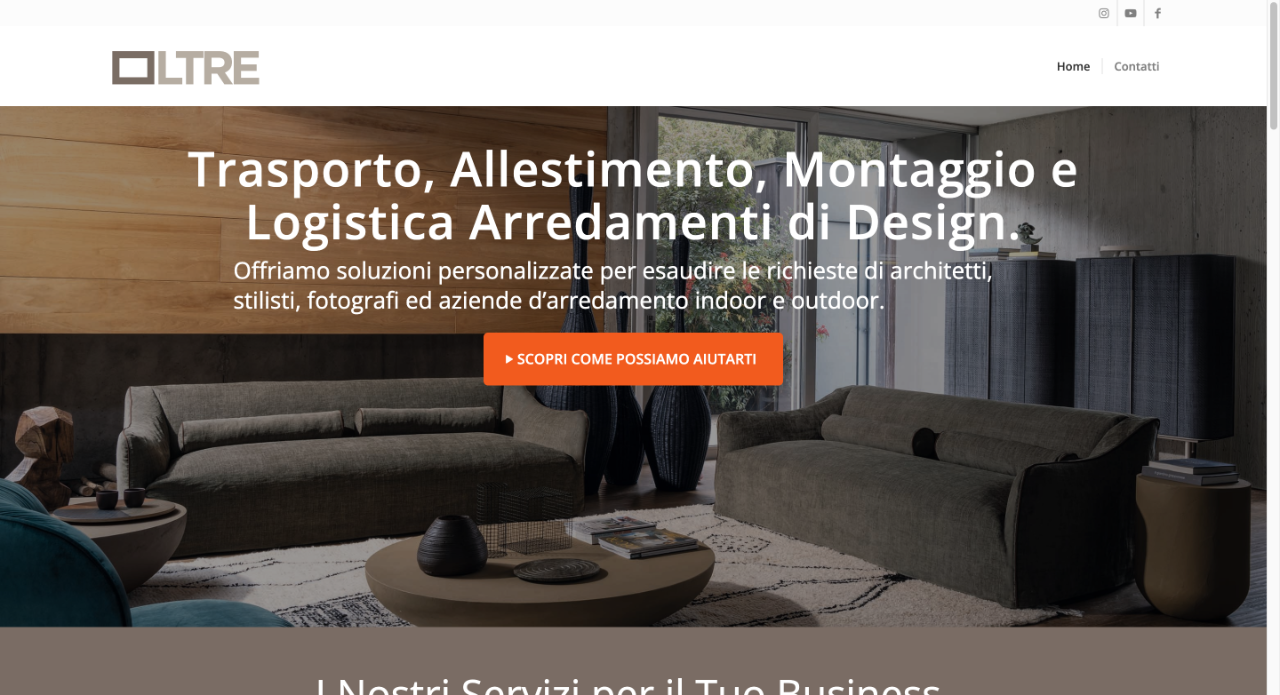 OLTRE
Home
Contatti
Trasporto, Allestimento, Montaggio e
Logistica Arredamenti di Design.
Offriamo soluzioni personalizzate per esaudire le richieste di architetti,
stilisti, fotografi ed aziende d’arredamento indoor e outdoor.
SCOPRI COME POSSIAMO AIUTARTI
I Nostri Servizi per il Tuo Business